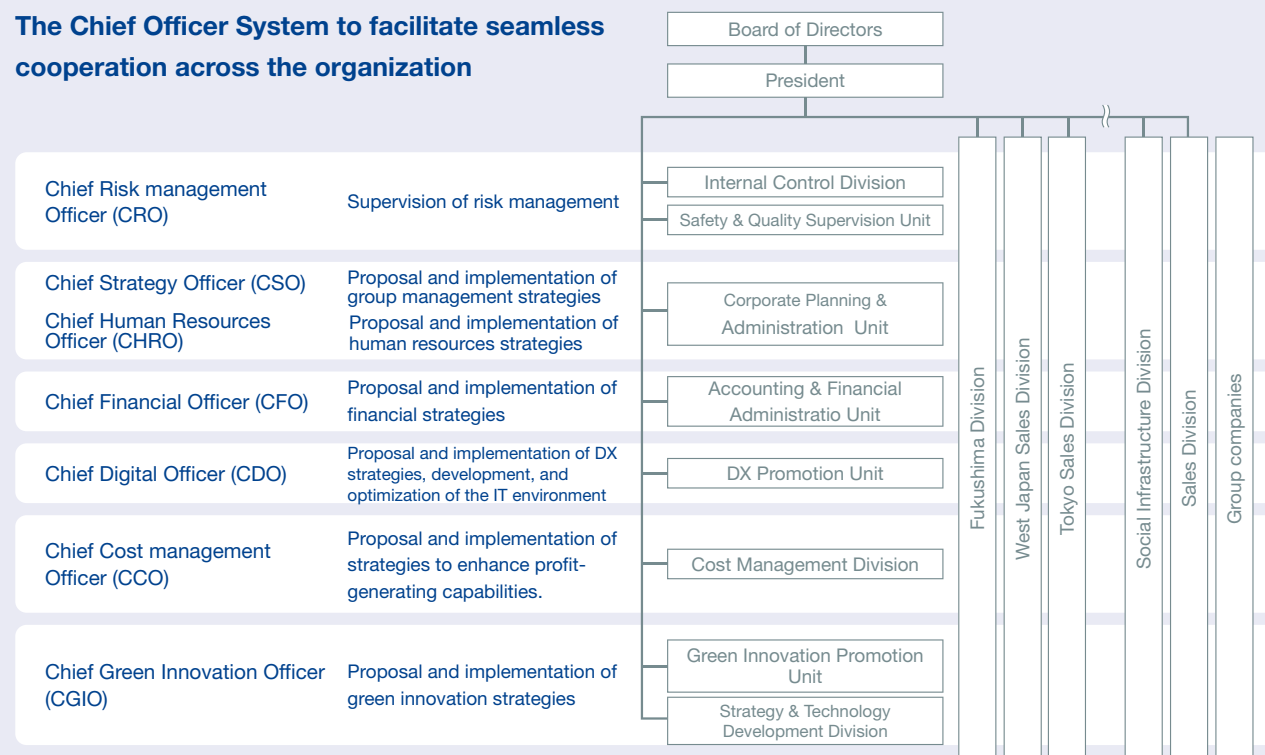 The Chief Officer System to facilitate seamless
cooperation across the organization
Board of Directors
President
Chief Risk management
Officer (CRO)
Supervision of risk management
Internal Control Division
Safety & Quality Supervision Unit
Chief Strategy Officer (CSO)
Proposal and implementation of
group management strategies
Chief Human Resources
Officer (CHRO)
Proposal and implementation of
human resources strategies
Corporate Planning &
Administration Unit
Chief Financial Officer (CFO)
Proposal and implementation of
financial strategies
Accounting & Financial
Administratio Unit
Chief Digital Officer (CDO)
Proposal and implementation of DX
strategies, development, and
optimization of the IT environment
DX Promotion Unit
Chief Cost management
Officer (CCO)
Proposal and implementation of
strategies to enhance profit-
generating capabilities.
Cost Management Division
Chief Green Innovation Officer
(CGIO)
Proposal and implementation of
green innovation strategies
Green Innovation Promotion
Unit
Strategy & Technology
Development Division
Fukushima Division
West Japan Sales Division
Tokyo Sales Division
Social Infrastructure Division
Sales Division
Group companies